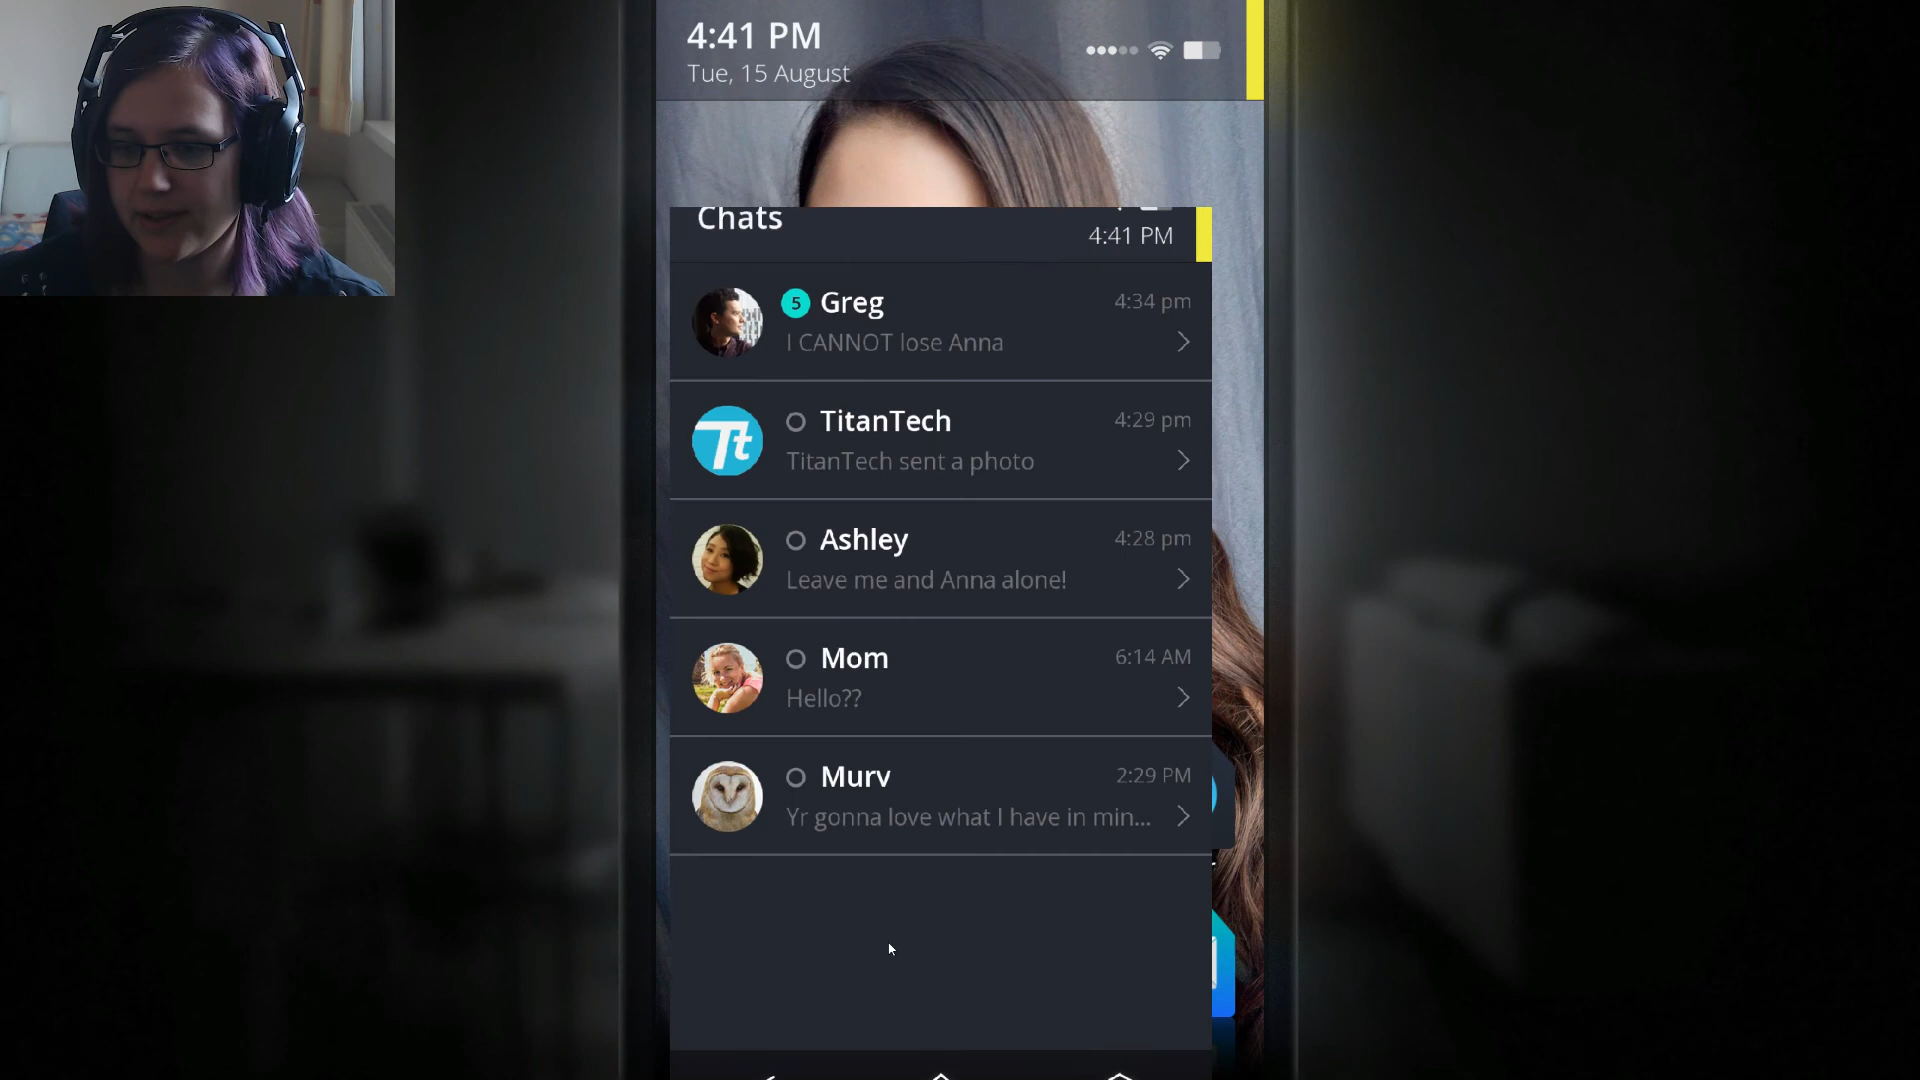 4:41 PM
Tue, 15 August
Chats
4:41 PM
5 Greg 4:34 pm
I CANNOT lose Anna
Tt TitanTech 4:29 pm
TitanTech sent a photo
Ashley 4:28 pm
Leave me and Anna alone!
Mom 6:14 AM
Hello??
Murv 2:29 PM
Yr gonna love what I have in min...